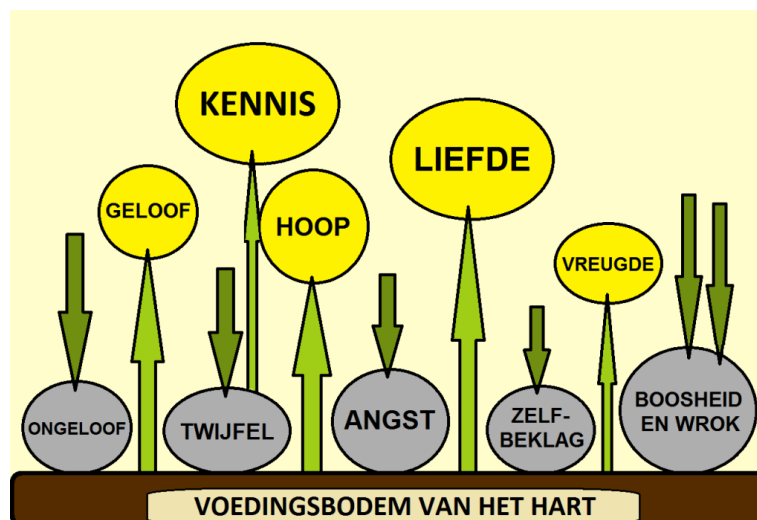 KENNIS
LIEFDE
GELOOF
HOOP
VREUGDE
ONGELOOF
TWIJFEL
ANGST
ZELF-
BEKLAG
BOOSHEID
EN WROK
VOEDINGSBODEM VAN HET HART